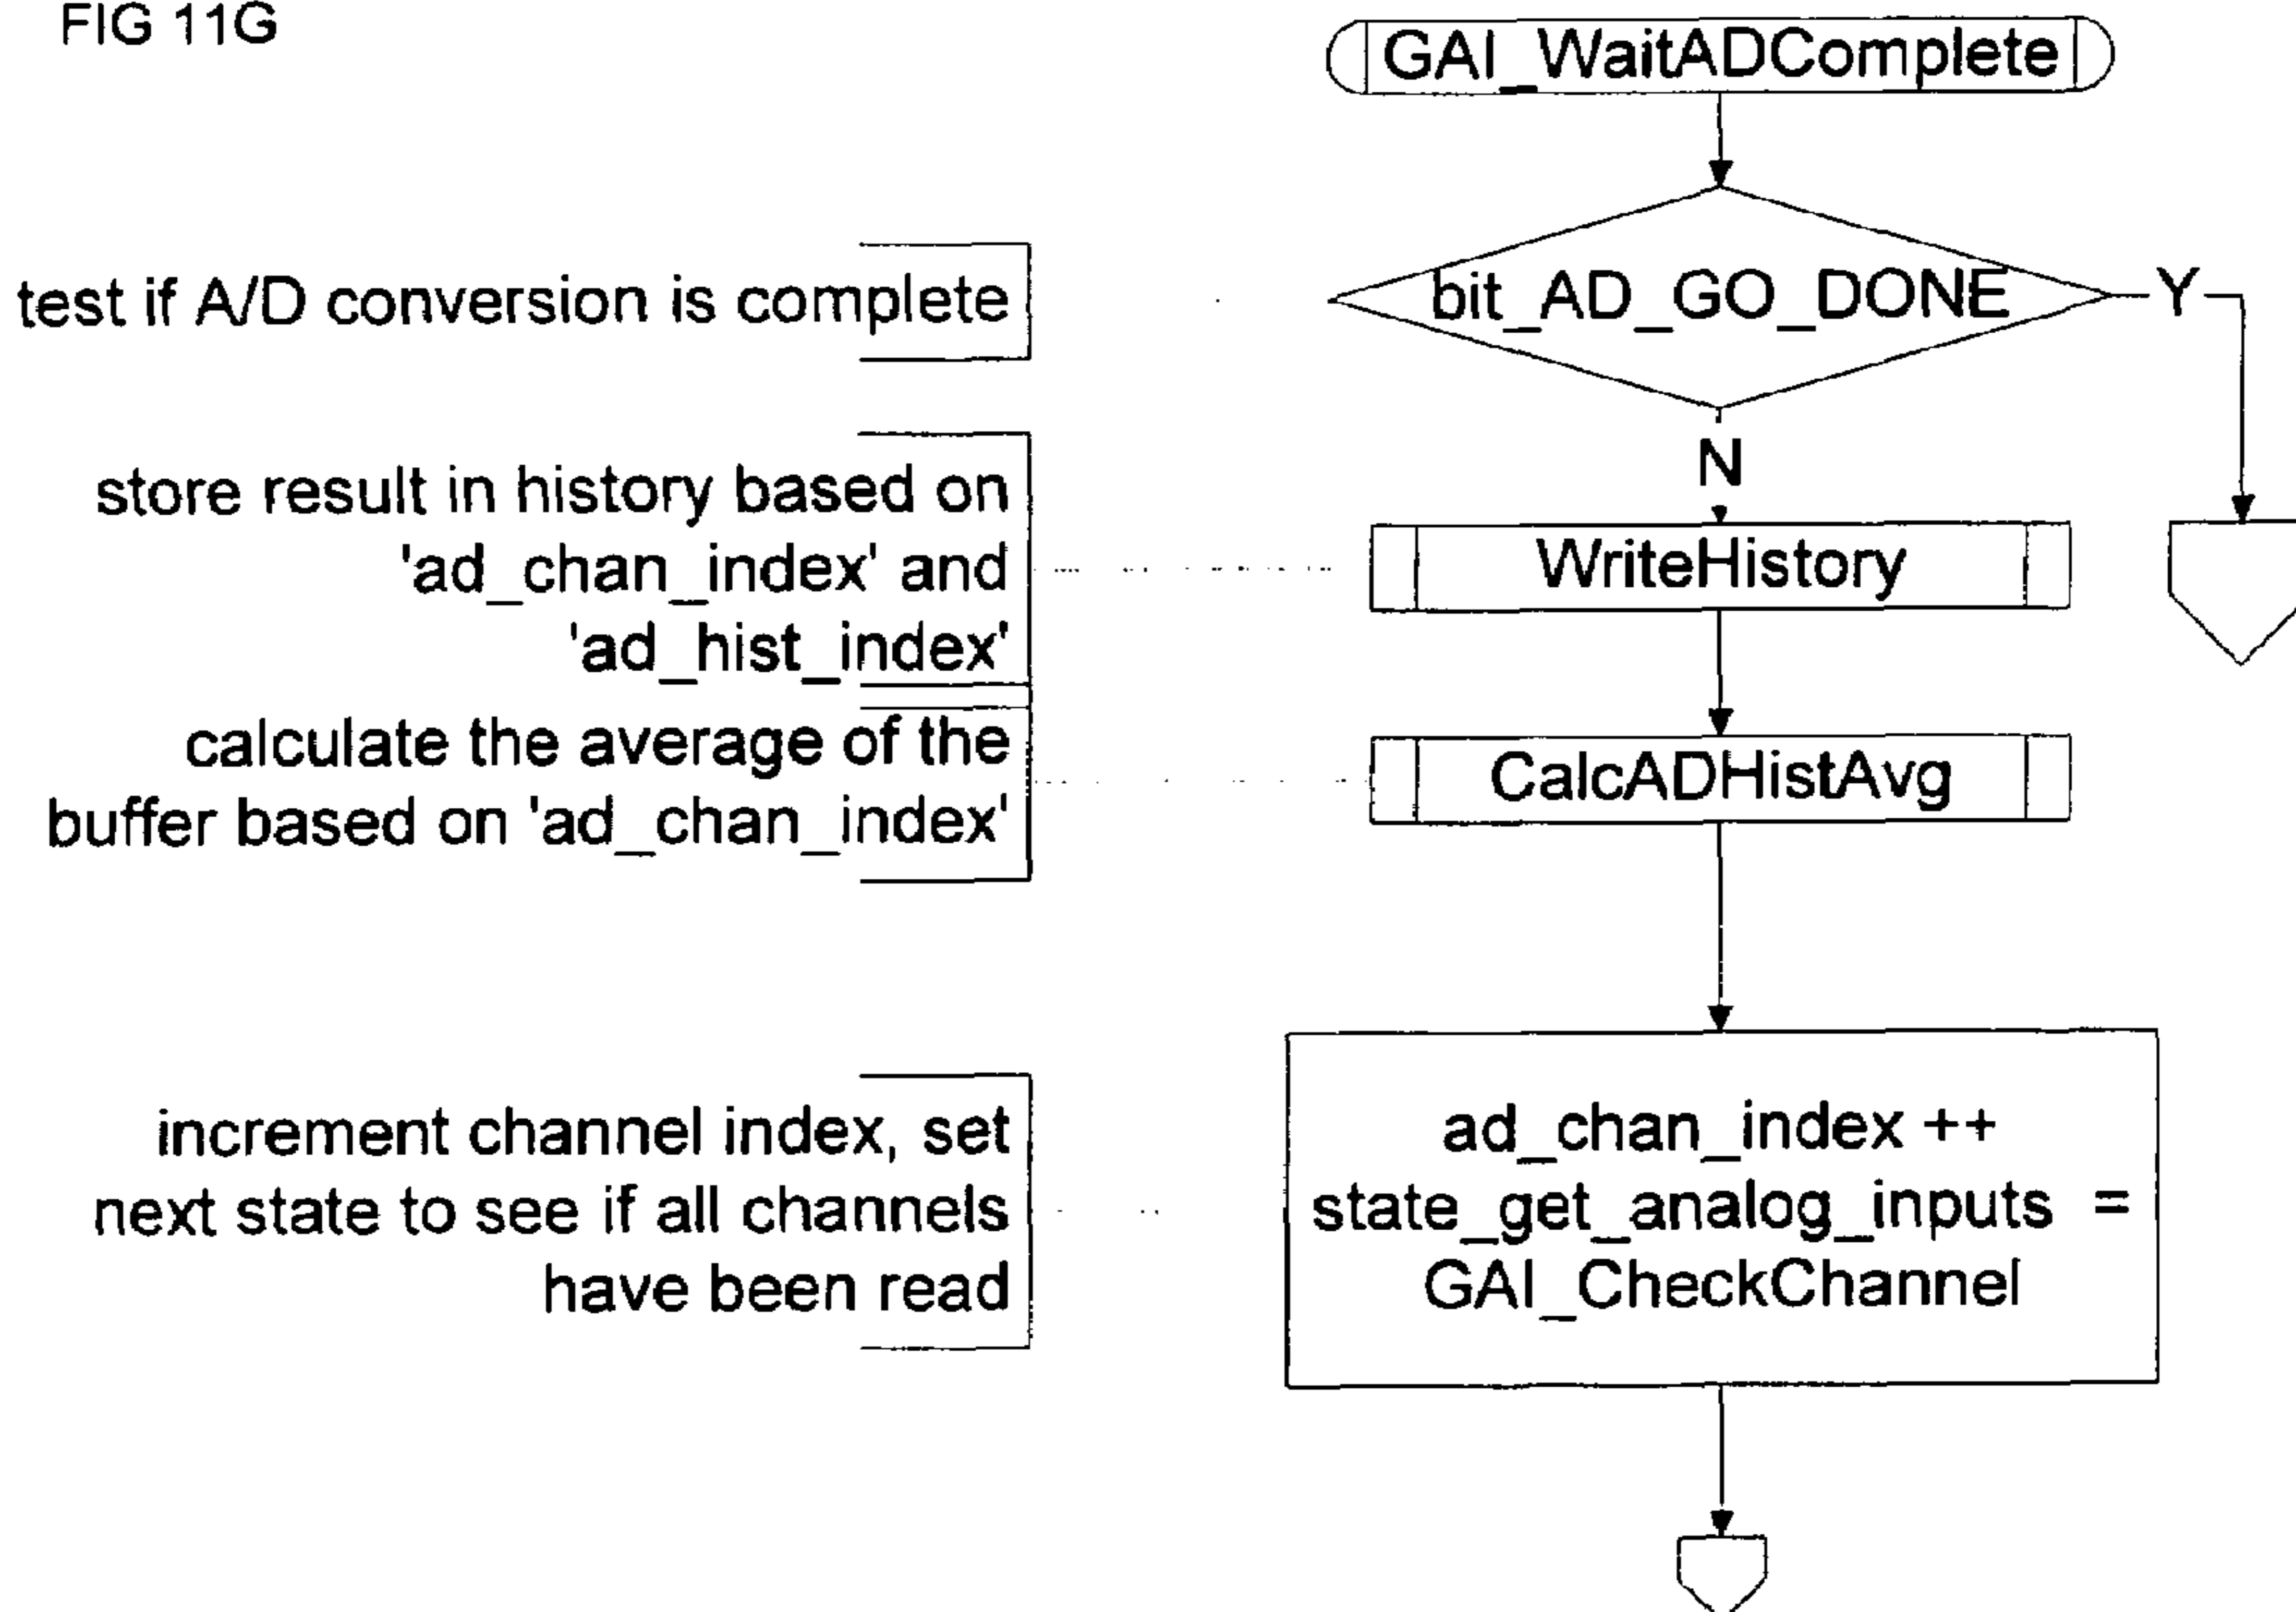 FIG 11G
GAI_WaitADComplete
test if A/D conversion is complete
bit_AD_GO_DONE
Y
N
store result in history based on
'ad_chan_index' and
'ad_hist_index'
WriteHistory
calculate the average of the
buffer based on 'ad_chan_index'
CalcADHistAvg
increment channel index, set
next state to see if all channels
have been read
ad_chan_index ++
state_get_analog_inputs =
GAI_CheckChannel